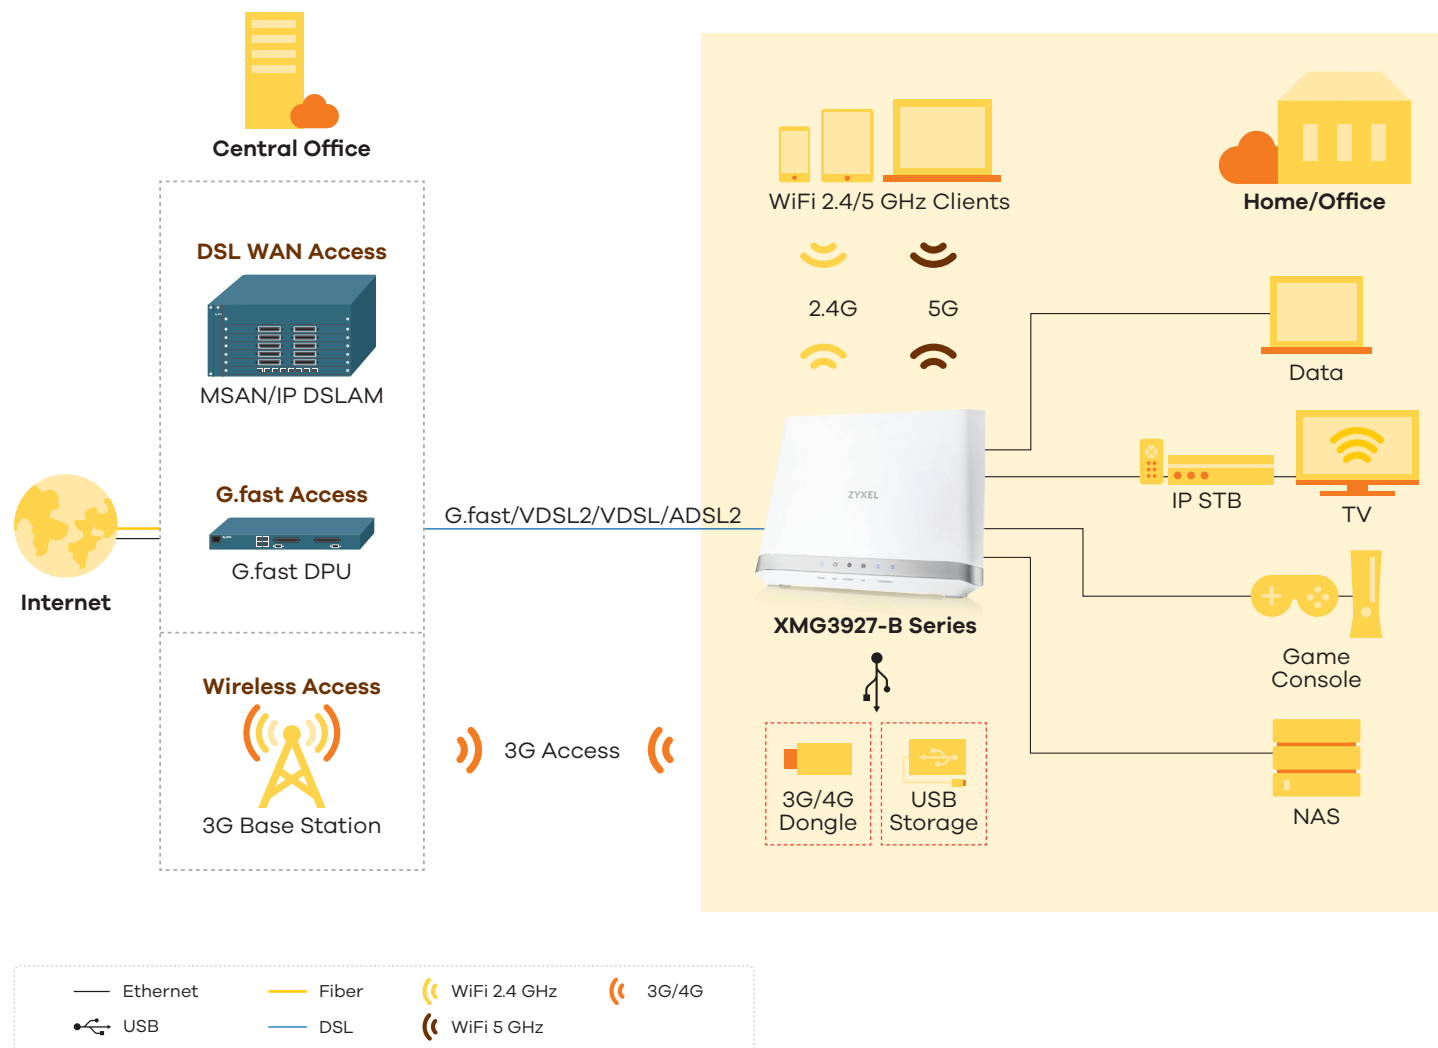 Central Office
DSL WAN Access
MSAN/IP DSLAM
G.fast Access
G.fast DPU
Internet
Wireless Access
3G Base Station
G.fast/VDSL2/VDSL/ADSL2
3G Access
WiFi 2.4/5 GHz Clients
2.4G
5G
Home/Office
ZYXEL
XMG3927-B Series
3G/4G
Dongle
USB
Storage
Data
IP STB
TV
Game
Console
NAS
Ethernet
Fiber
WiFi 2.4 GHz
3G/4G
USB
DSL
WiFi 5 GHz